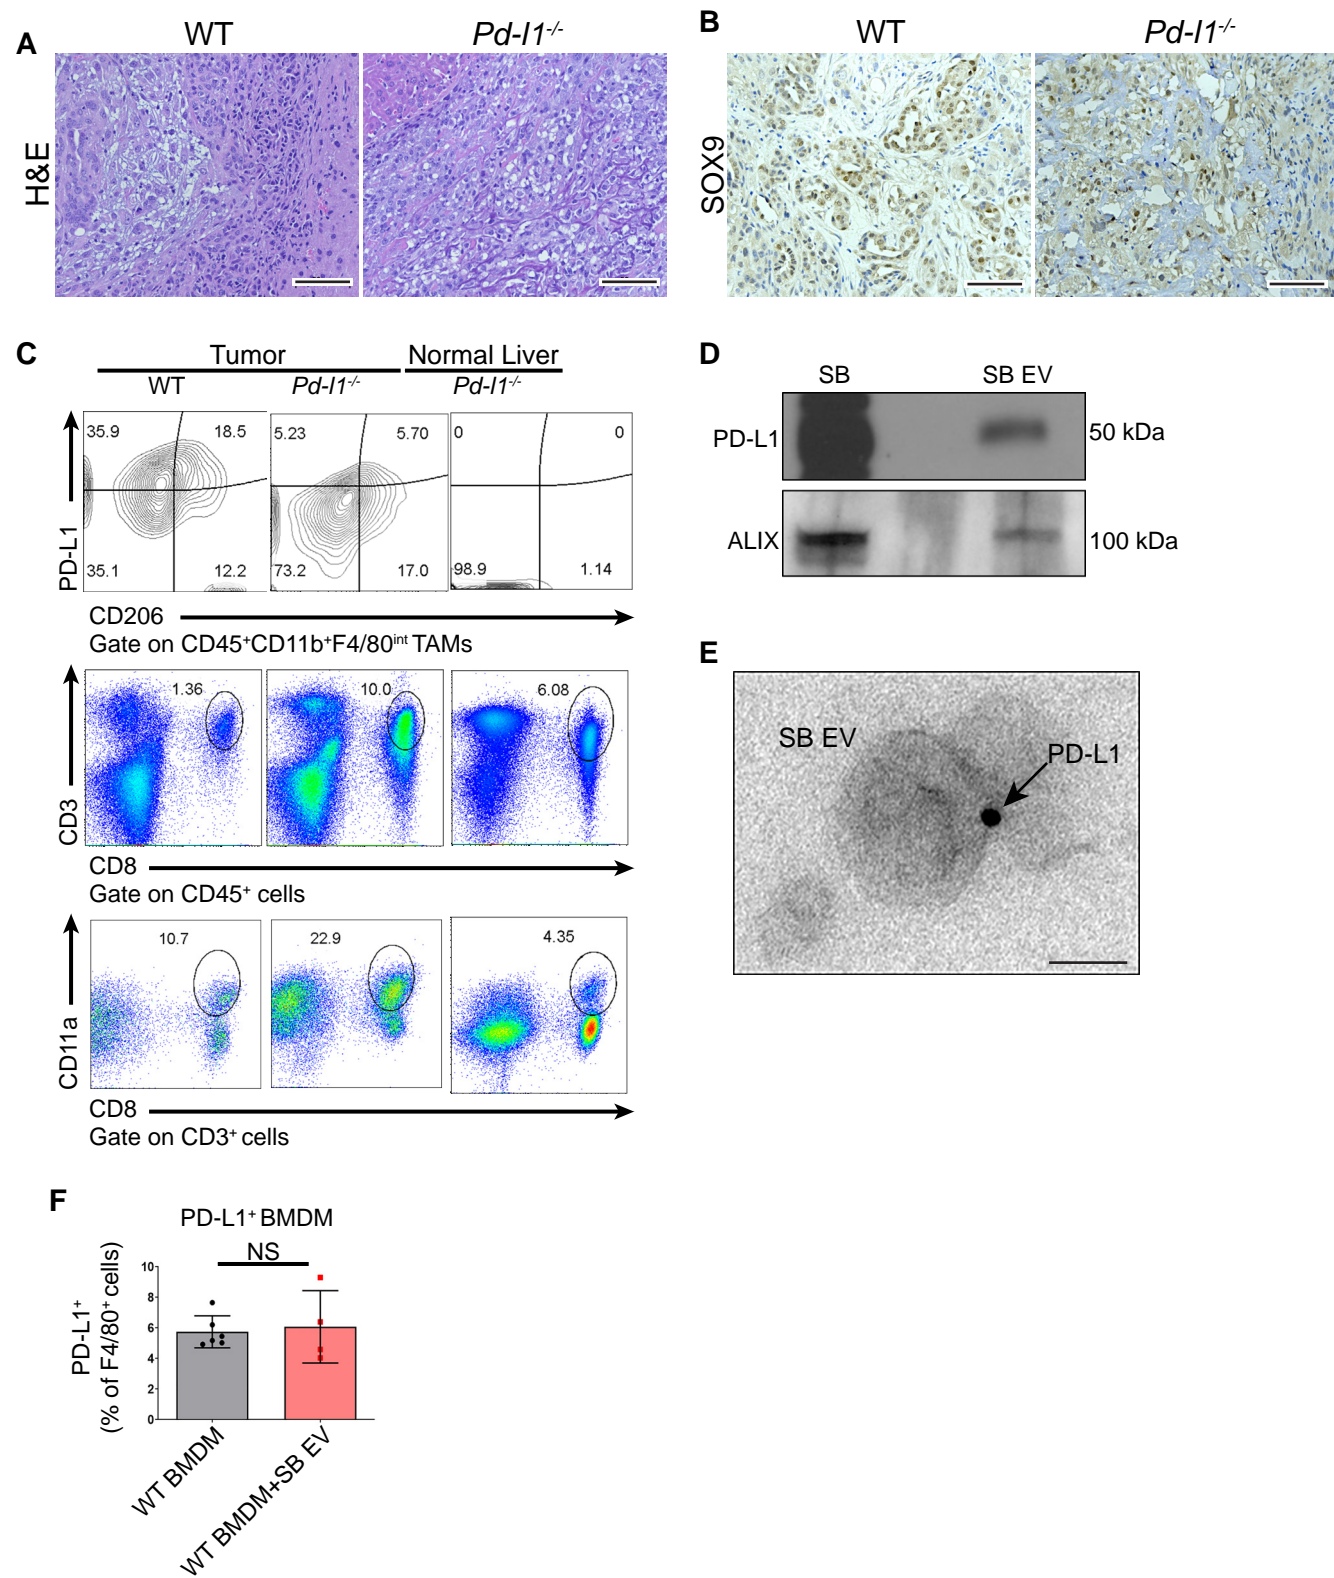 A
WT
Pd-l1-/-
H&E
B
WT
Pd-l1-/-
SOX9
C
Tumor
Normal Liver
WT
Pd-l1-/-
Pd-l1-/-
35.9
18.5
5.23
5.70
0
0
35.1
12.2
73.2
17.0
98.9
1.14
PD-L1
CD206
Gate on CD45+CD11b+F4/80int TAMs
1.36
10.0
6.08
CD3
CD8
Gate on CD45+ cells
10.7
22.9
4.35
CD11a
CD8
Gate on CD3+ cells
D
SB
SB EV
PD-L1
50 kDa
ALIX
100 kDa
E
SB EV
PD-L1
F
PD-L1+ BMDM
NS
PD-L1+
(% of F4/80+ cells)
10
8
6
4
2
0
WT BMDM
WT BMDM+SB EV